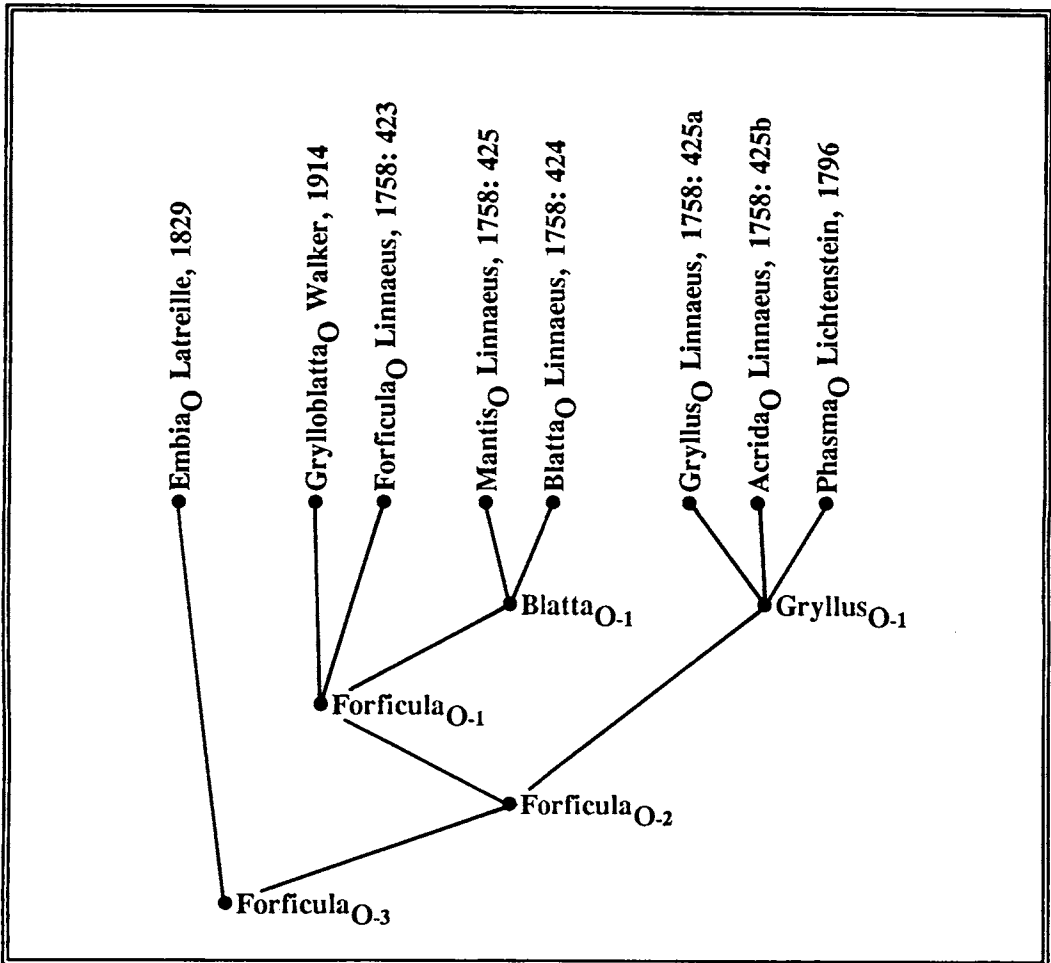 Embia_O Latreille, 1829
Grylloblatta_O Walker, 1914
Forficula_O Linnaeus, 1758: 423
Mantis_O Linnaeus, 1758: 425
Blatta_O Linnaeus, 1758: 424
Gryllus_O Linnaeus, 1758: 425a
Acrida_O Linnaeus, 1758: 425b
Phasma_O Lichtenstein, 1796
Blatta_O-1
Gryllus_O-1
Forficula_O-1
Forficula_O-2
Forficula_O-3